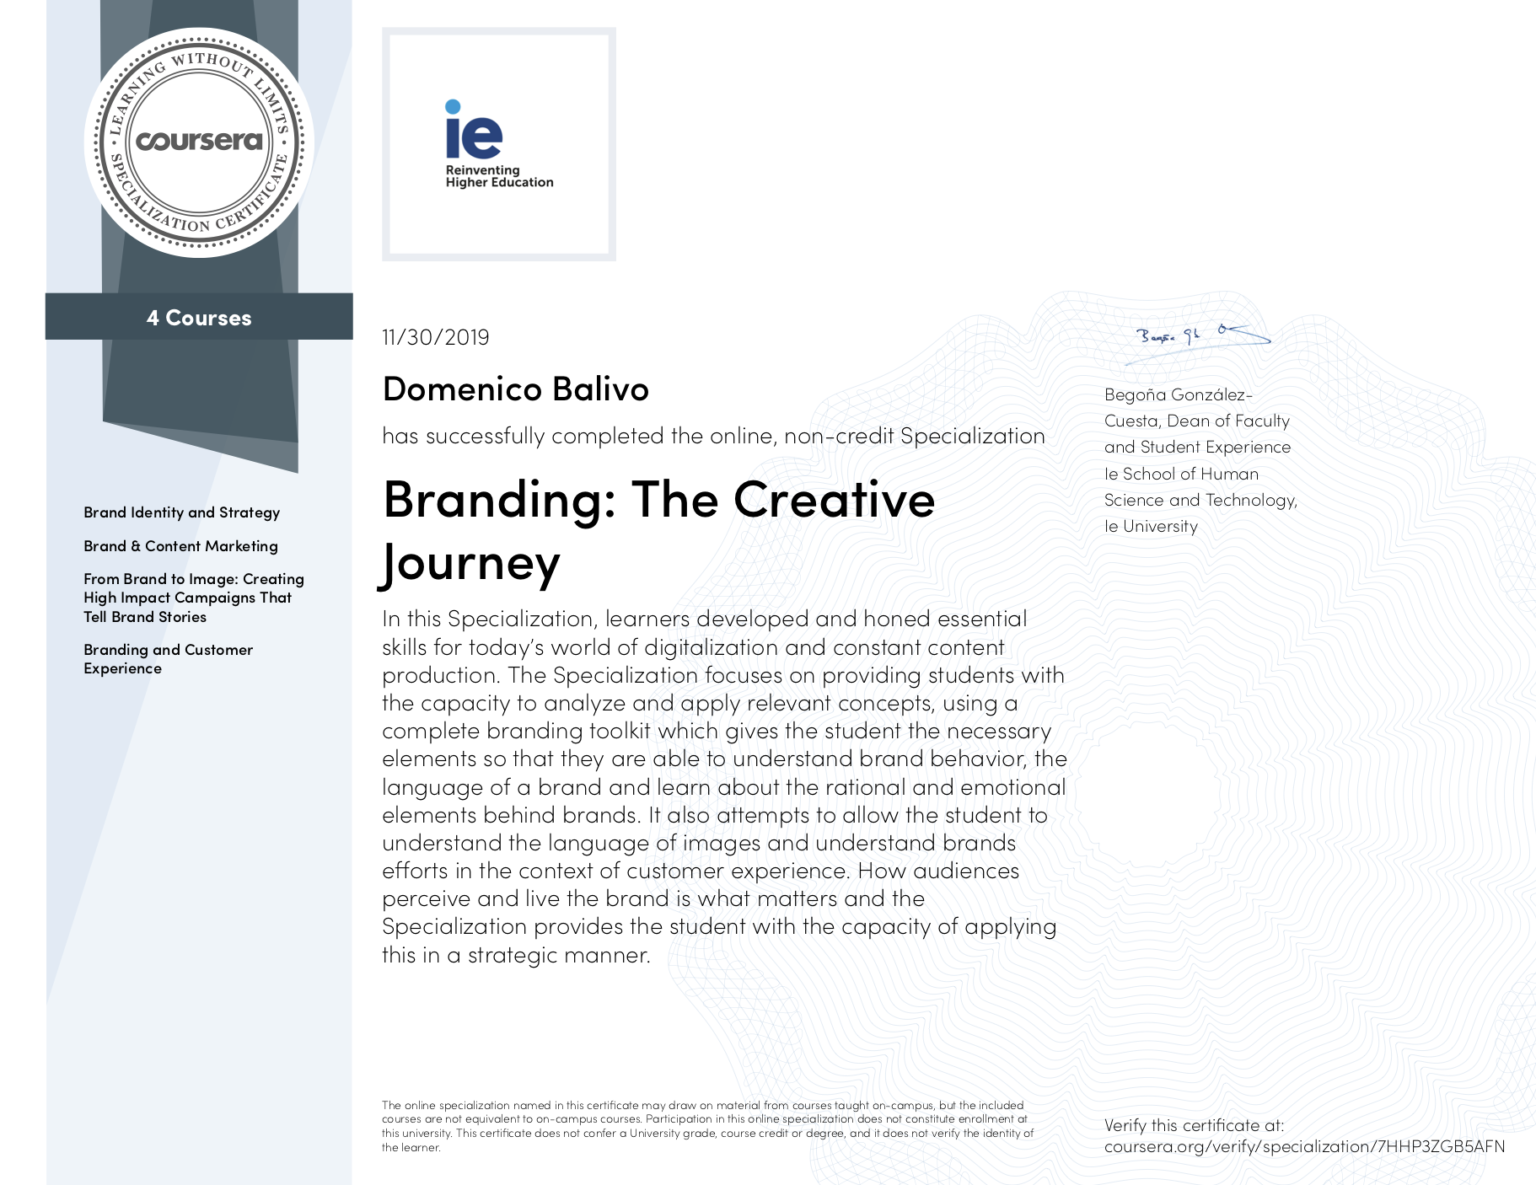 LEARNING WITHOUT LIMITS
coursera
SPECIALIZATION CERTIFICATE
4 Courses
Brand Identity and Strategy
Brand & Content Marketing
From Brand to Image: Creating
High Impact Campaigns That
Tell Brand Stories
Branding and Customer
Experience
ie
Reinventing
Higher Education
11/30/2019
Domenico Balivo
has successfully completed the online, non-credit Specialization
Branding: The Creative
Journey
In this Specialization, learners developed and honed essential
skills for today's world of digitalization and constant content
production. The Specialization focuses on providing students with
the capacity to analyze and apply relevant concepts, using a
complete branding toolkit which gives the student the necessary
elements so that they are able to understand brand behavior, the
language of a brand and learn about the rational and emotional
elements behind brands. It also attempts to allow the student to
understand the language of images and understand brands
efforts in the context of customer experience. How audiences
perceive and live the brand is what matters and the
Specialization provides the student with the capacity of applying
this in a strategic manner.
Begoña González-
Cuesta, Dean of Faculty
and Student Experience
Ie School of Human
Science and Technology,
Ie University
The online specialization named in this certificate may draw on material from courses taught on-campus, but the included
courses are not equivalent to on-campus courses. Participation in this online specialization does not constitute enrollment at
this university. This certificate does not confer a University grade, course credit or degree, and it does not verify the identity of
the learner.
Verify this certificate at:
coursera.org/verify/specialization/7HHP3ZGB5AFN